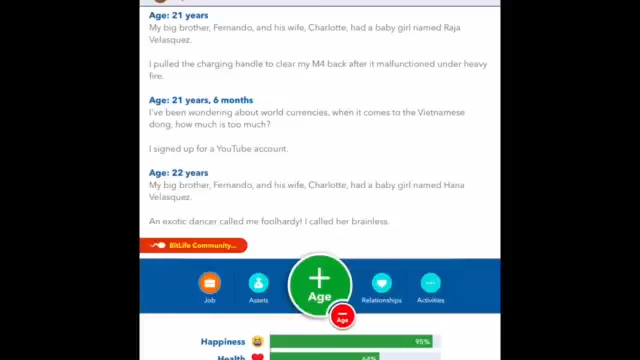 Age: 21 years
My big brother, Fernando, and his wife, Charlotte, had a baby girl named Raja
Velasquez.
I pulled the charging handle to clear my M4 back after it malfunctioned under heavy
fire.
Age: 21 years, 6 months
I've been wondering about world currencies, when it comes to the Vietnamese
dong, how much is too much?
I signed up for a YouTube account.
Age: 22 years
My big brother, Fernando, and his wife, Charlotte, had a baby girl named Hana
Velasquez.
An exotic dancer called me foolhardy! I called her brainless.
BitLife Community...
Age
Job
Assets
Relationships
Activities
Age
Happiness
95%
Health
64%